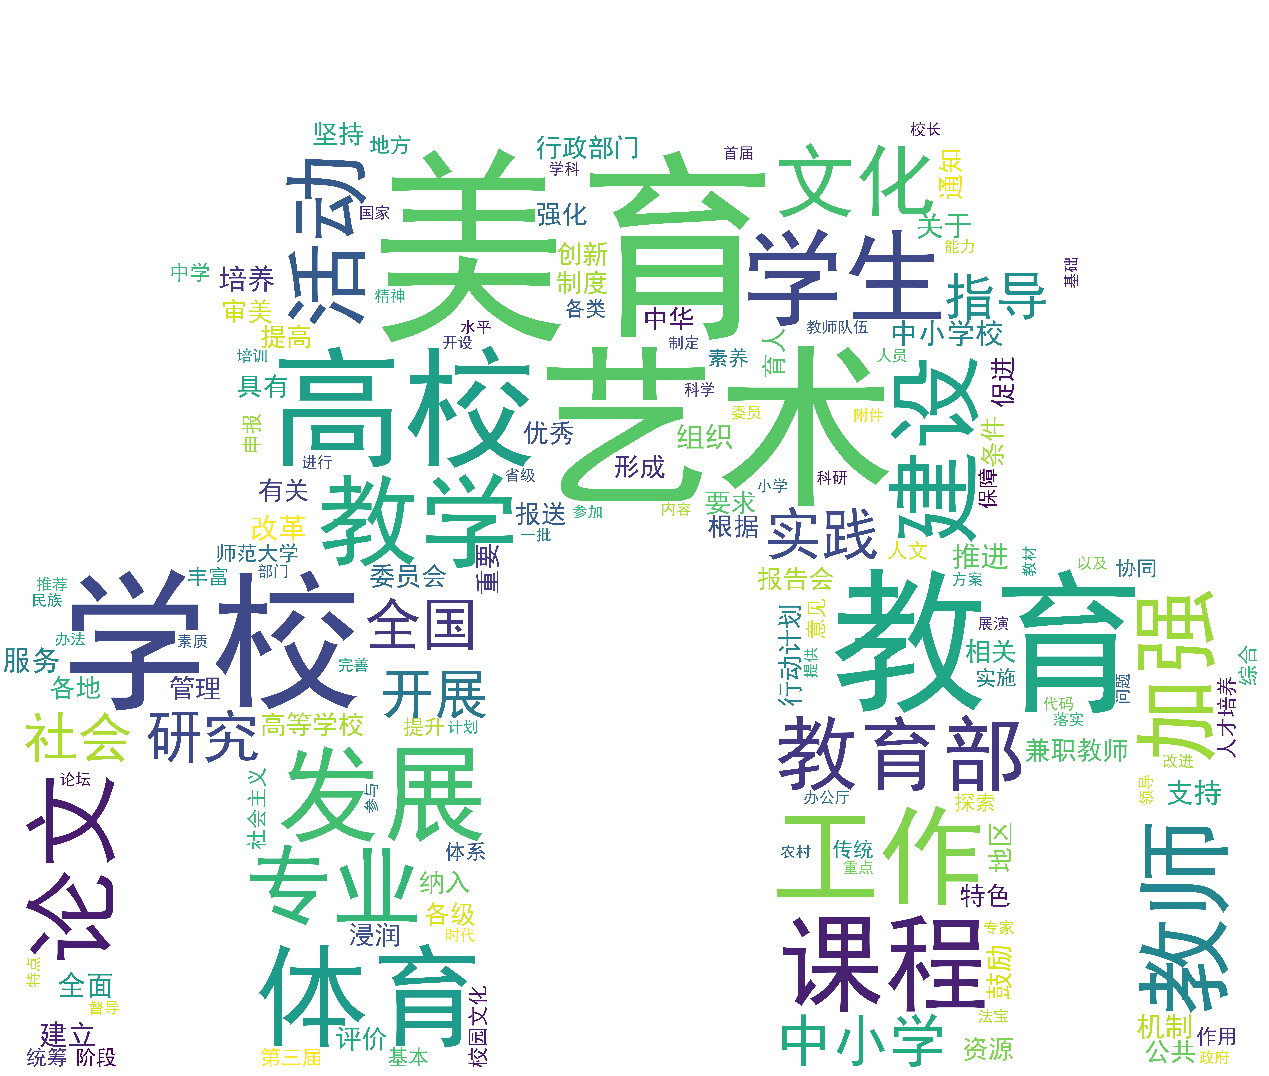 校长
坚持
地方
行政部门
首届
文化
通知
活动
美育
学科
国家
强化
关于
学生
能力
中学
培养
创新
制度
基础
审美
精神
各类
中华
指导
提高
水平
开设
制定
教师队伍
中小学校
培训
具有
高校
艺术
素养
育人
人员
建设
促进
科学
申报
优秀
组织
委员
附件
条件
进行
有关
教学
省级
形成
小学
科研
保障
改革
报送
参加
内容
要求
根据
实践
一批
师范大学
重要
人文
推进
推荐
丰富
部门
委员会
报告会
方案
教材
以及
协同
民族
学校
全国
行动计划
意见
教育
展演
加强
办法
素质
服务
完善
提供
相关
综合
各地
管理
开展
实施
问题
人才培养
社会
研究
高等学校
提升
计划
代码
落实
教育部
兼职教师
改进
论坛
社会主义
发展
参与
办公厅
探索
领导
支持
论文
体系
农村
传统
工作
地区
教师
专业
纳入
重点
特色
浸润
各级
时代
课程
专家
特点
全面
体育
鼓励
督导
校园文化
法宝
建立
评价
中小学
资源
机制
作用
统筹
阶段
第三届
基本
公共
政府